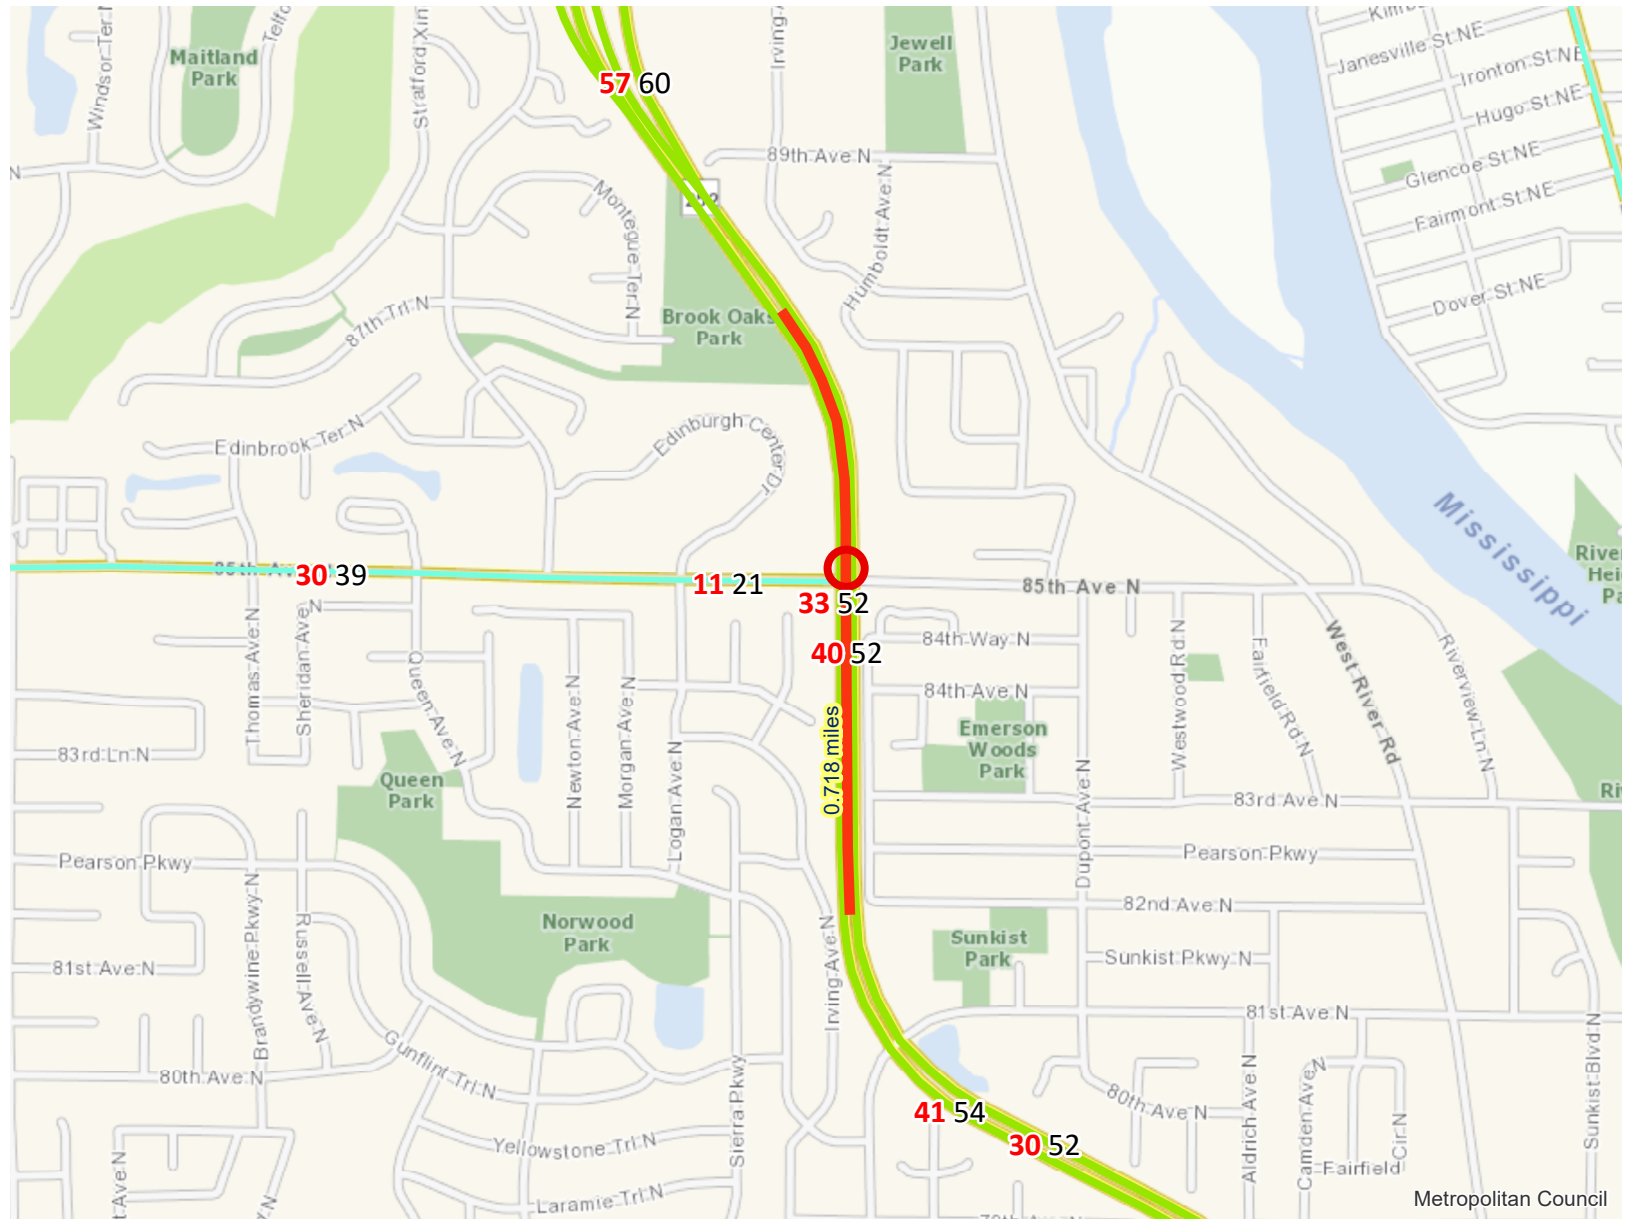 Maitland
Park
Windsor Ter N
Stratford Xin
Irving
Jewell
Park
Janesville St NE
Ironton St NE
Hugo St NE
Glencoe St NE
Fairmont St NE
Dover St NE
57 60
89th Ave N
Humboldt Ave N
Montegue Ter N
87th Trl N
Brook Oaks
Park
Edinbrook Ter N
Edinburgh Center Dr
Mississippi
30 39
11 21
85th Ave N
33 52
40 52
84th Way N
84th Ave N
0.718 miles
Thomas Ave N
Sheridan Ave N
Queen Ave N
Newton Ave N
Morgan Ave N
Logan Ave N
Emerson
Woods
Park
Dupont Ave N
Westwood Rd N
Fairfield Rd N
West River Rd
Riverview Ln N
83rd Ln N
Queen
Park
83rd Ave N
Pearson Pkwy
Pearson Pkwy
82nd Ave N
Norwood
Park
Sunkist
Park
Sunkist Pkwy N
81st Ave N
81st Ave N
Brandywine Pkwy N
Russell Ave N
Irving Ave N
Gunflint Trl N
80th Ave N
80th Ave N
Sierra Pkwy
Yellowstone Trl N
Laramie Trl N
41 54
30 52
Aldrich Ave N
Camden Ave N
Cir N
Fairfield
Sunkist Blvd N
Metropolitan Council